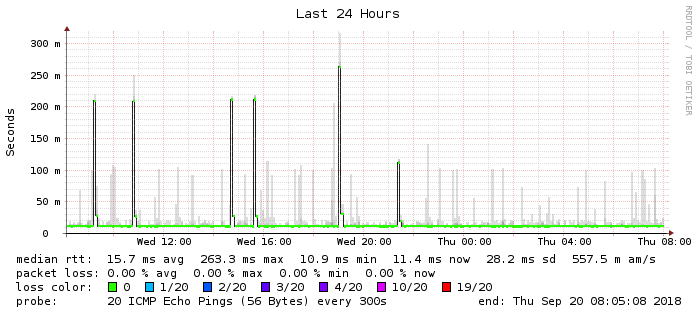 Last 24 Hours
RRDTOOL / TOBI OETIKER
Seconds
300 m
250 m
200 m
150 m
100 m
50 m
0
Wed 12:00 Wed 16:00 Wed 20:00 Thu 00:00 Thu 04:00 Thu 08:00
median rtt: 15.7 ms avg 263.3 ms max 10.9 ms min 11.4 ms now 28.2 ms sd 557.5 m am/s
packet loss: 0.00 % avg 0.00 % max 0.00 % min 0.00 % now
loss color: 0 1/20 2/20 3/20 4/20 10/20 19/20
probe: 20 ICMP Echo Pings (56 Bytes) every 300s end: Thu Sep 20 08:05:08 2018